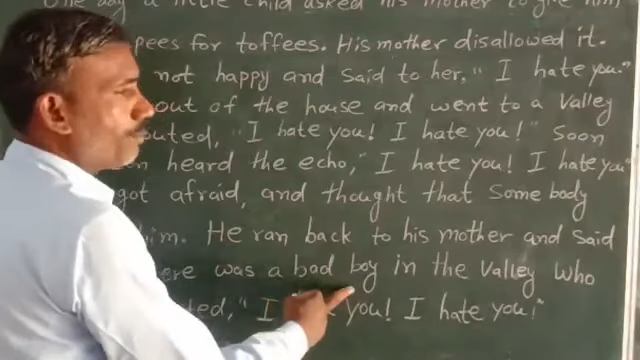 One day a little child asked his mother to give him
pees for toffees. His mother disallowed it.
not happy and said to her, " I hate you."
out of the house and went to a Valley
outed, "I hate you! I hate you!" Soon
heard the echo, " I hate you! I hate you"
got afraid, and thought that some body
him. He ran back to his mother and said
ere was a bad boy in the Valley who
ted, " I you! I hate you!"